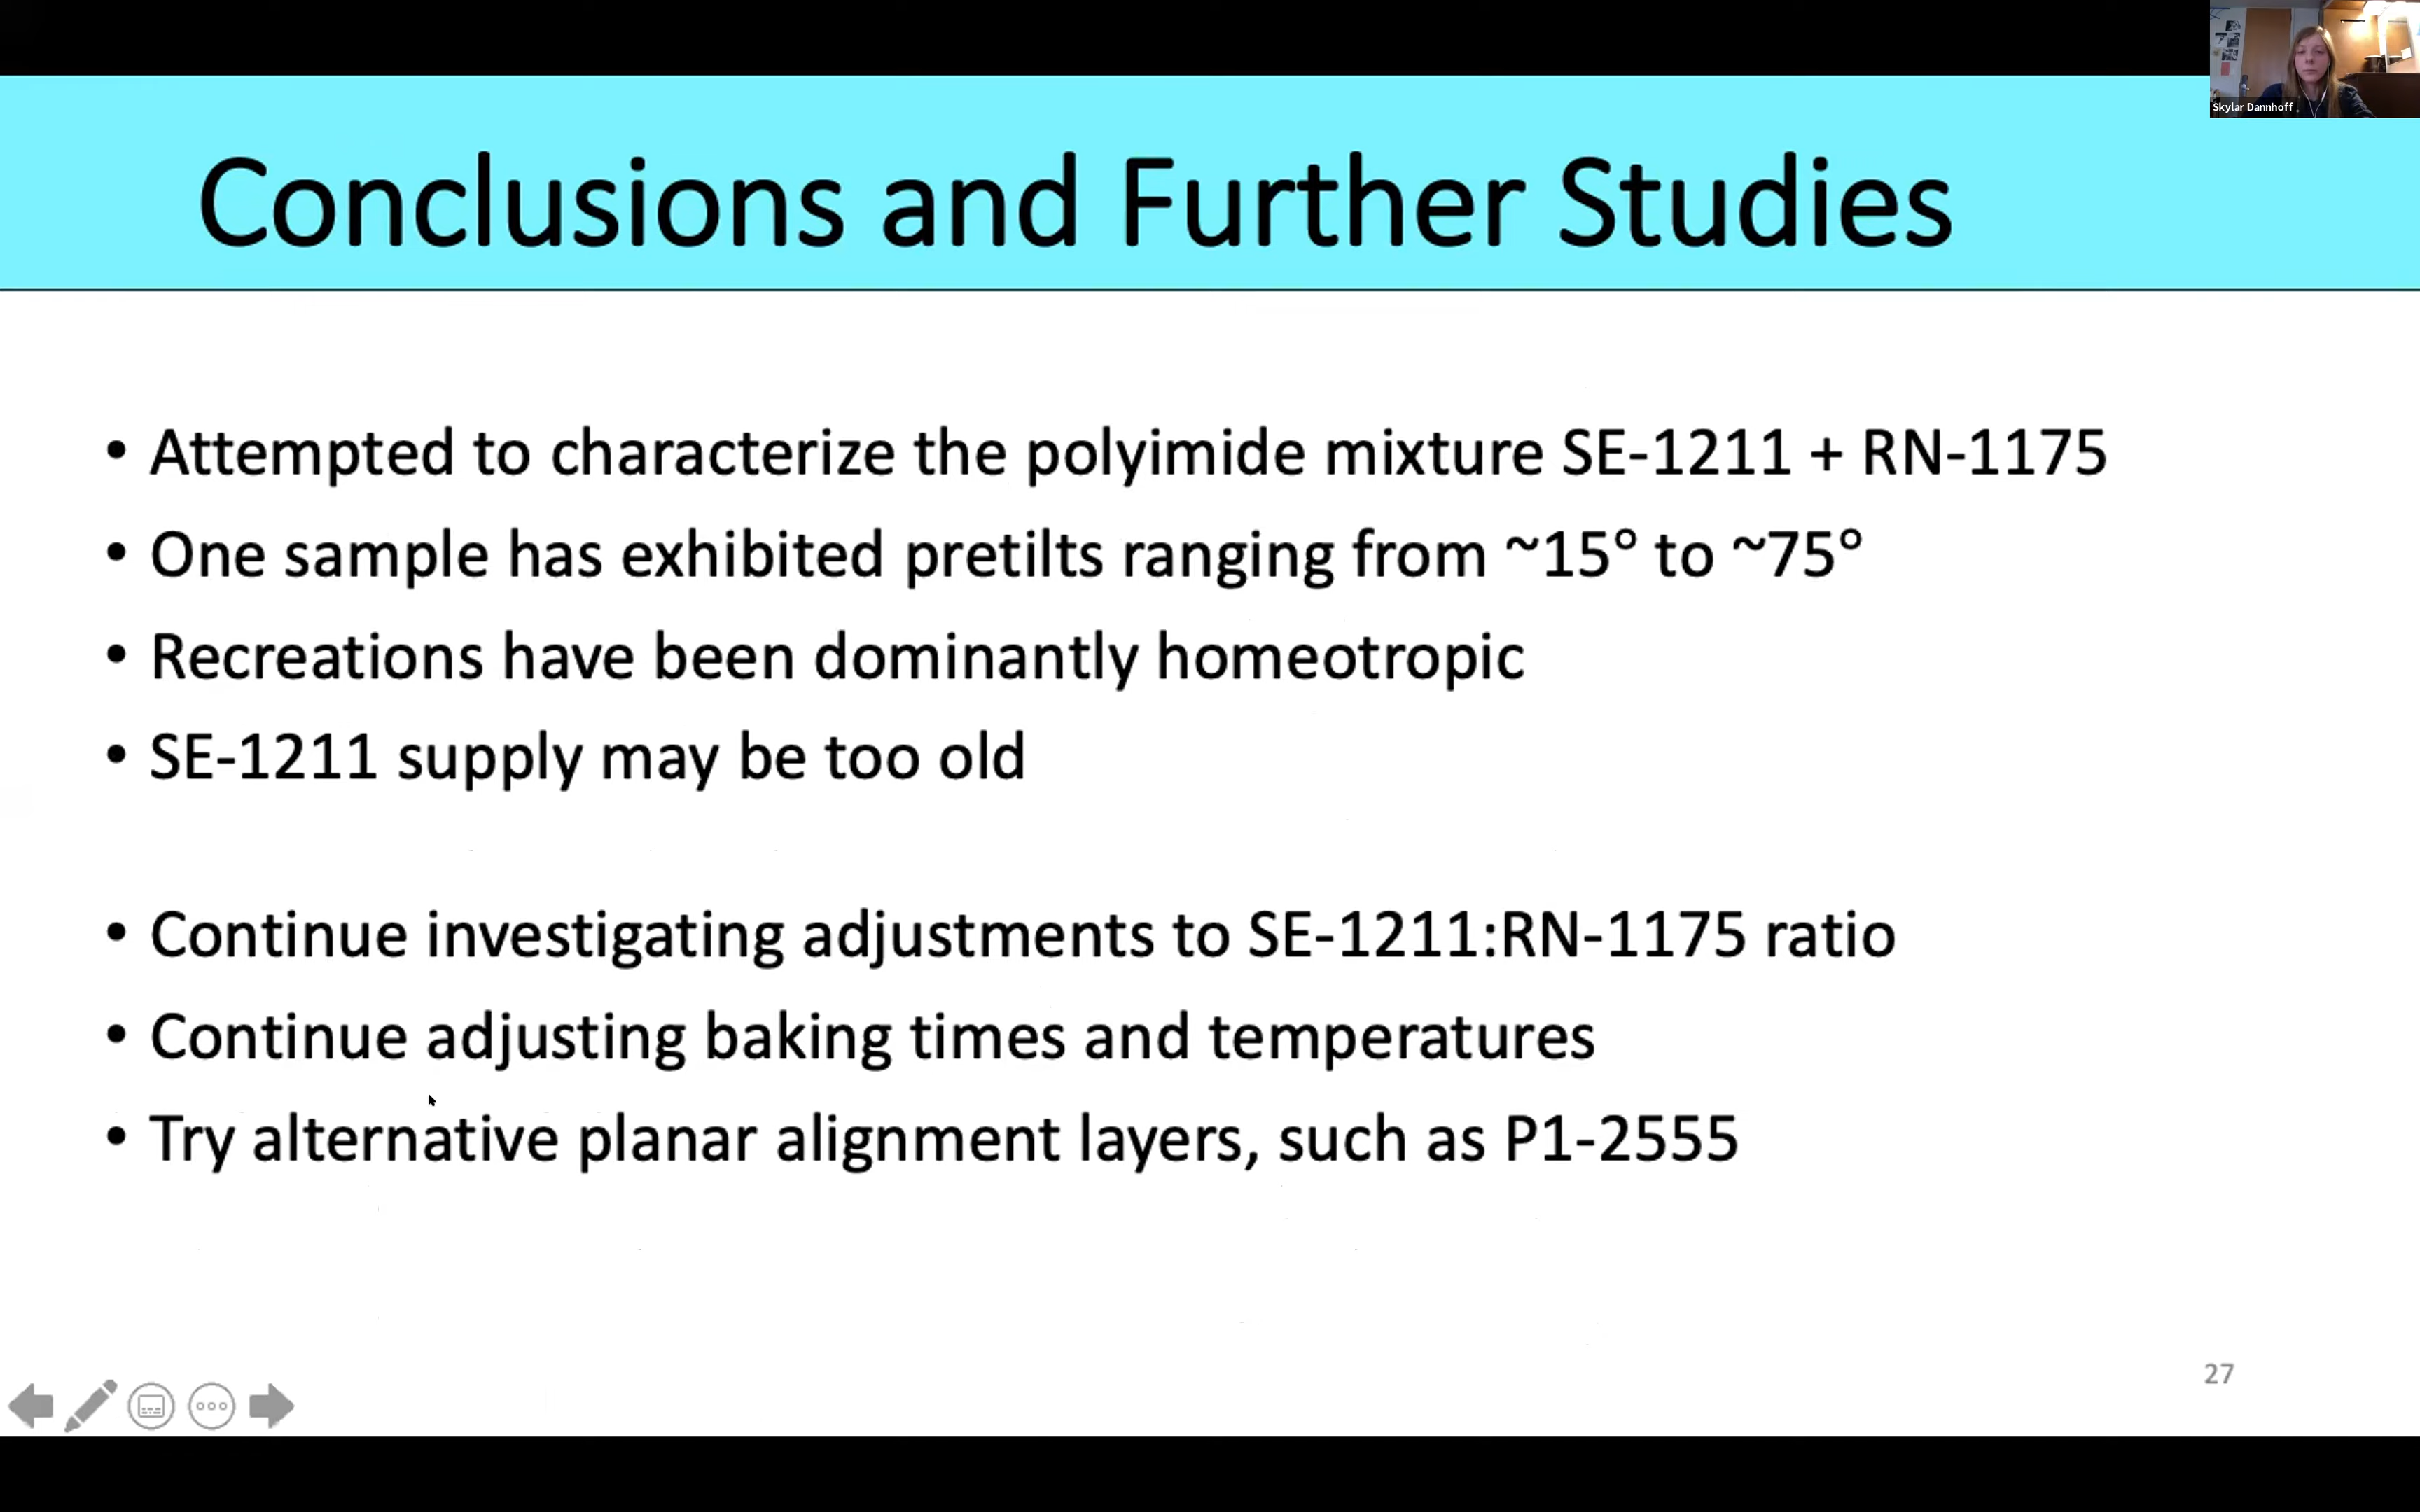 Skylar Dannhoff
Conclusions and Further Studies
• Attempted to characterize the polyimide mixture SE-1211 + RN-1175
• One sample has exhibited pretilts ranging from ~15° to ~75°
• Recreations have been dominantly homeotropic
• SE-1211 supply may be too old
• Continue investigating adjustments to SE-1211:RN-1175 ratio
• Continue adjusting baking times and temperatures
• Try alternative planar alignment layers, such as P1-2555
27